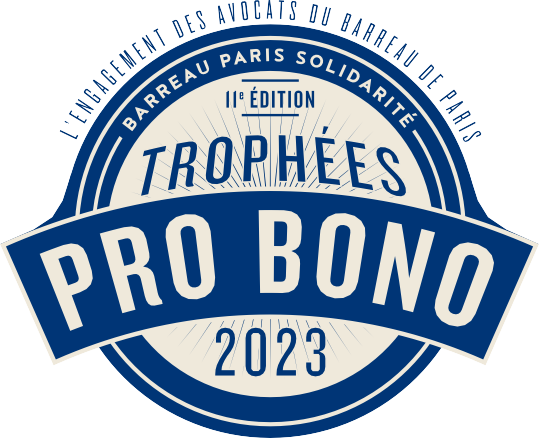 L'ENGAGEMENT DES AVOCATS DU BARREAU DE PARIS
BARREAU PARIS SOLIDARITÉ
11e ÉDITION
TROPHÉES
PRO BONO
2023